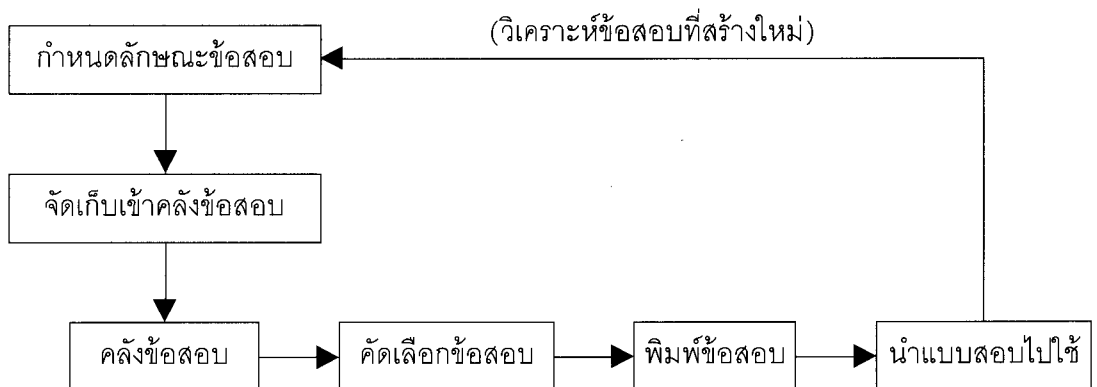 (วิเคราะห์ข้อสอบที่สร้างใหม่)
กำหนดลักษณะข้อสอบ
จัดเก็บเข้าคลังข้อสอบ
คลังข้อสอบ
คัดเลือกข้อสอบ
พิมพ์ข้อสอบ
นำแบบสอบไปใช้